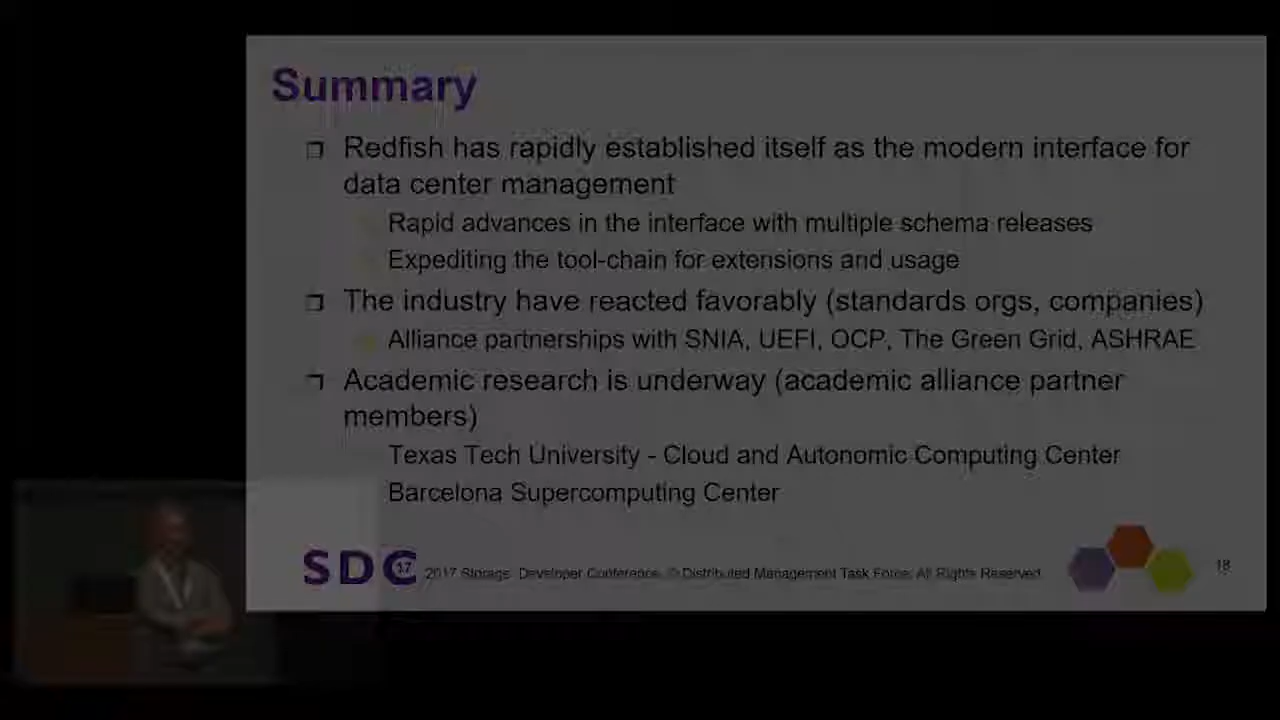 Summary
Redfish has rapidly established itself as the modern interface for
data center management
Rapid advances in the interface with multiple schema releases
Expediting the tool-chain for extensions and usage
The industry have reacted favorably (standards orgs, companies)
Alliance partnerships with SNIA, UEFI, OCP, The Green Grid, ASHRAE
Academic research is underway (academic alliance partner
members)
Texas Tech University - Cloud and Autonomic Computing Center
Barcelona Supercomputing Center
SDC 17
2017 Storage Developer Conference. © Distributed Management Task Force. All Rights Reserved.
18